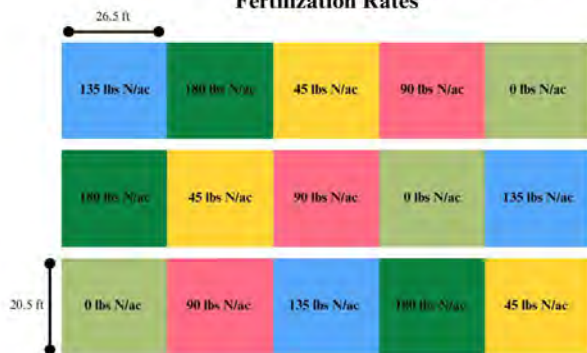 Fertilization Rates
26.5 ft
135 lbs N/ac 180 lbs N/ac 45 lbs N/ac 90 lbs N/ac 0 lbs N/ac
180 lbs N/ac 45 lbs N/ac 90 lbs N/ac 0 lbs N/ac 135 lbs N/ac
20.5 ft
0 lbs N/ac 90 lbs N/ac 135 lbs N/ac 180 lbs N/ac 45 lbs N/ac